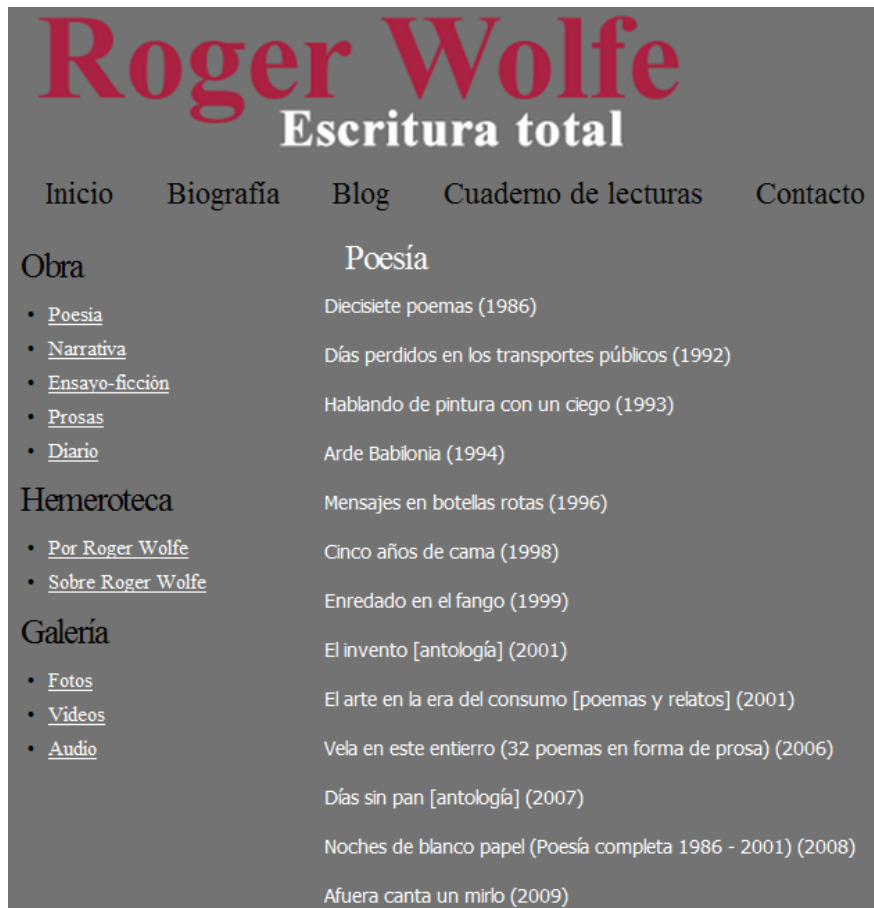 Roger Wolfe
Escritura total
Inicio Biografía Blog Cuaderno de lecturas Contacto
Obra
• Poesía
• Narrativa
• Ensayo-ficción
• Prosas
• Diario
Hemeroteca
• Por Roger Wolfe
• Sobre Roger Wolfe
Galería
• Fotos
• Vídeos
• Audio
Poesía
Diecisiete poemas (1986)
Días perdidos en los transportes públicos (1992)
Hablando de pintura con un ciego (1993)
Arde Babilonia (1994)
Mensajes en botellas rotas (1996)
Cinco años de cama (1998)
Enredado en el fango (1999)
El invento [antología] (2001)
El arte en la era del consumo [poemas y relatos] (2001)
Vela en este entierro (32 poemas en forma de prosa) (2006)
Días sin pan [antología] (2007)
Noches de blanco papel (Poesía completa 1986 - 2001) (2008)
Afuera canta un mirlo (2009)